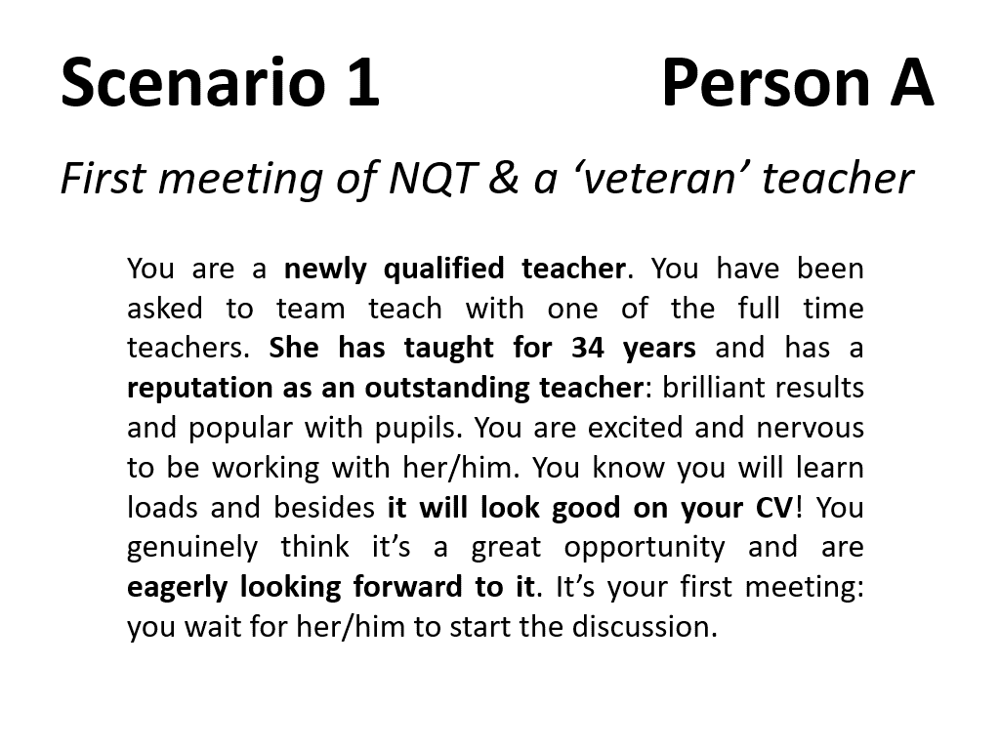 Scenario 1 Person A
First meeting of NQT & a ‘veteran’ teacher
You are a newly qualified teacher. You have been
asked to team teach with one of the full time
teachers. She has taught for 34 years and has a
reputation as an outstanding teacher: brilliant results
and popular with pupils. You are excited and nervous
to be working with her/him. You know you will learn
loads and besides it will look good on your CV! You
genuinely think it’s a great opportunity and are
eagerly looking forward to it. It’s your first meeting:
you wait for her/him to start the discussion.